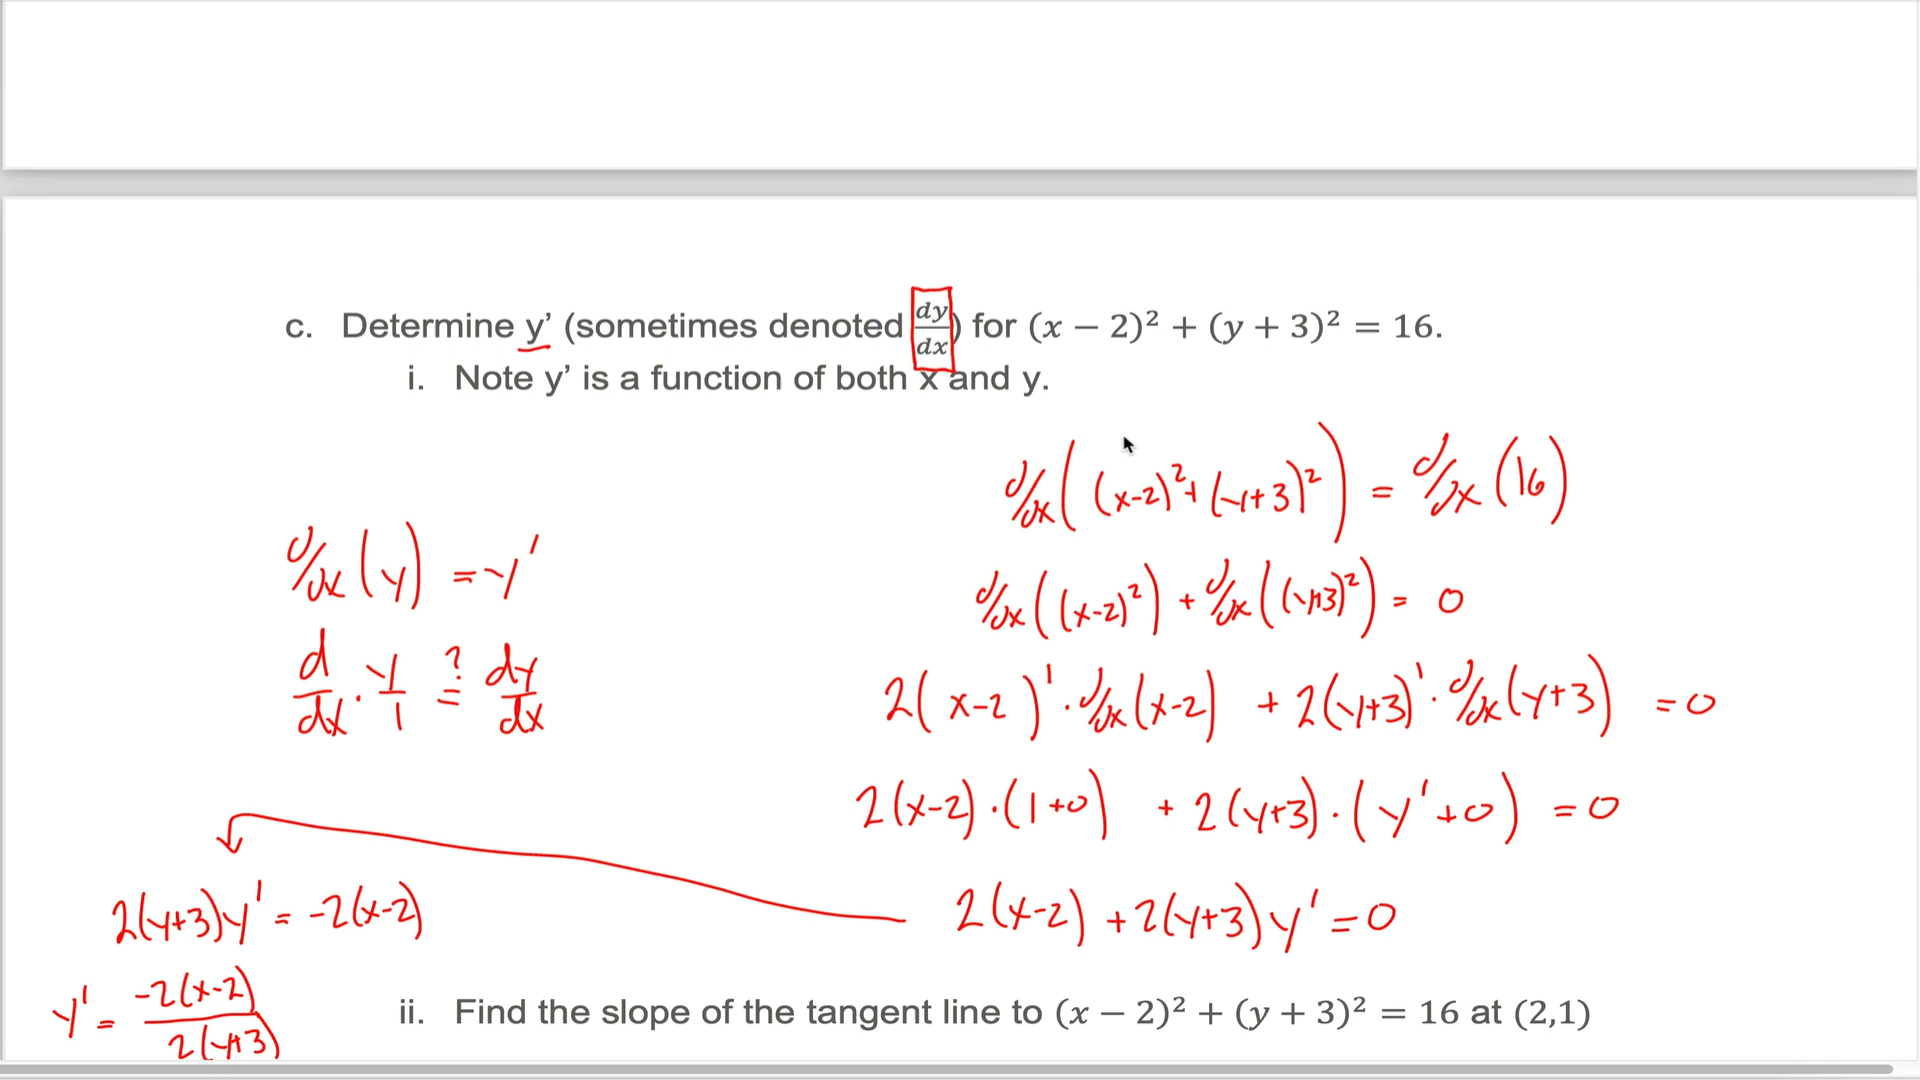 c. Determine y’ (sometimes denoted dy/dx) for (x − 2)² + (y + 3)² = 16.
i. Note y’ is a function of both x and y.
d/dx((x-2)²+(y+3)²) = d/dx(16)
d/dx(y) = y'
d/dx((x-2)²) + d/dx((y+3)²) = 0
d/dx · y/1 ?= dy/dx
2(x-2)' · d/dx(x-2) + 2(y+3)' · d/dx(y+3) = 0
2(x-2)·(1+0) + 2(y+3)·(y'+0) = 0
2(y+3)y' = -2(x-2)
2(x-2) + 2(y+3)y' = 0
y' = -2(x-2)/2(y+3)
ii. Find the slope of the tangent line to (x − 2)² + (y + 3)² = 16 at (2,1)